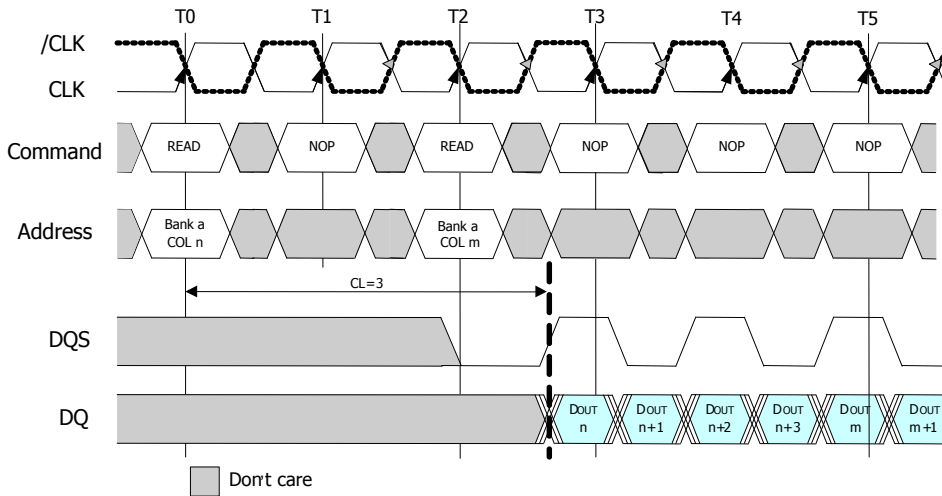 T0 T1 T2 T3 T4 T5
/CLK
CLK
Command READ NOP READ NOP NOP NOP
Address Bank a COL n Bank a COL m
CL=3
DQS
DQ DOUT n DOUT n+1 DOUT n+2 DOUT n+3 DOUT m DOUT m+1
Don't care